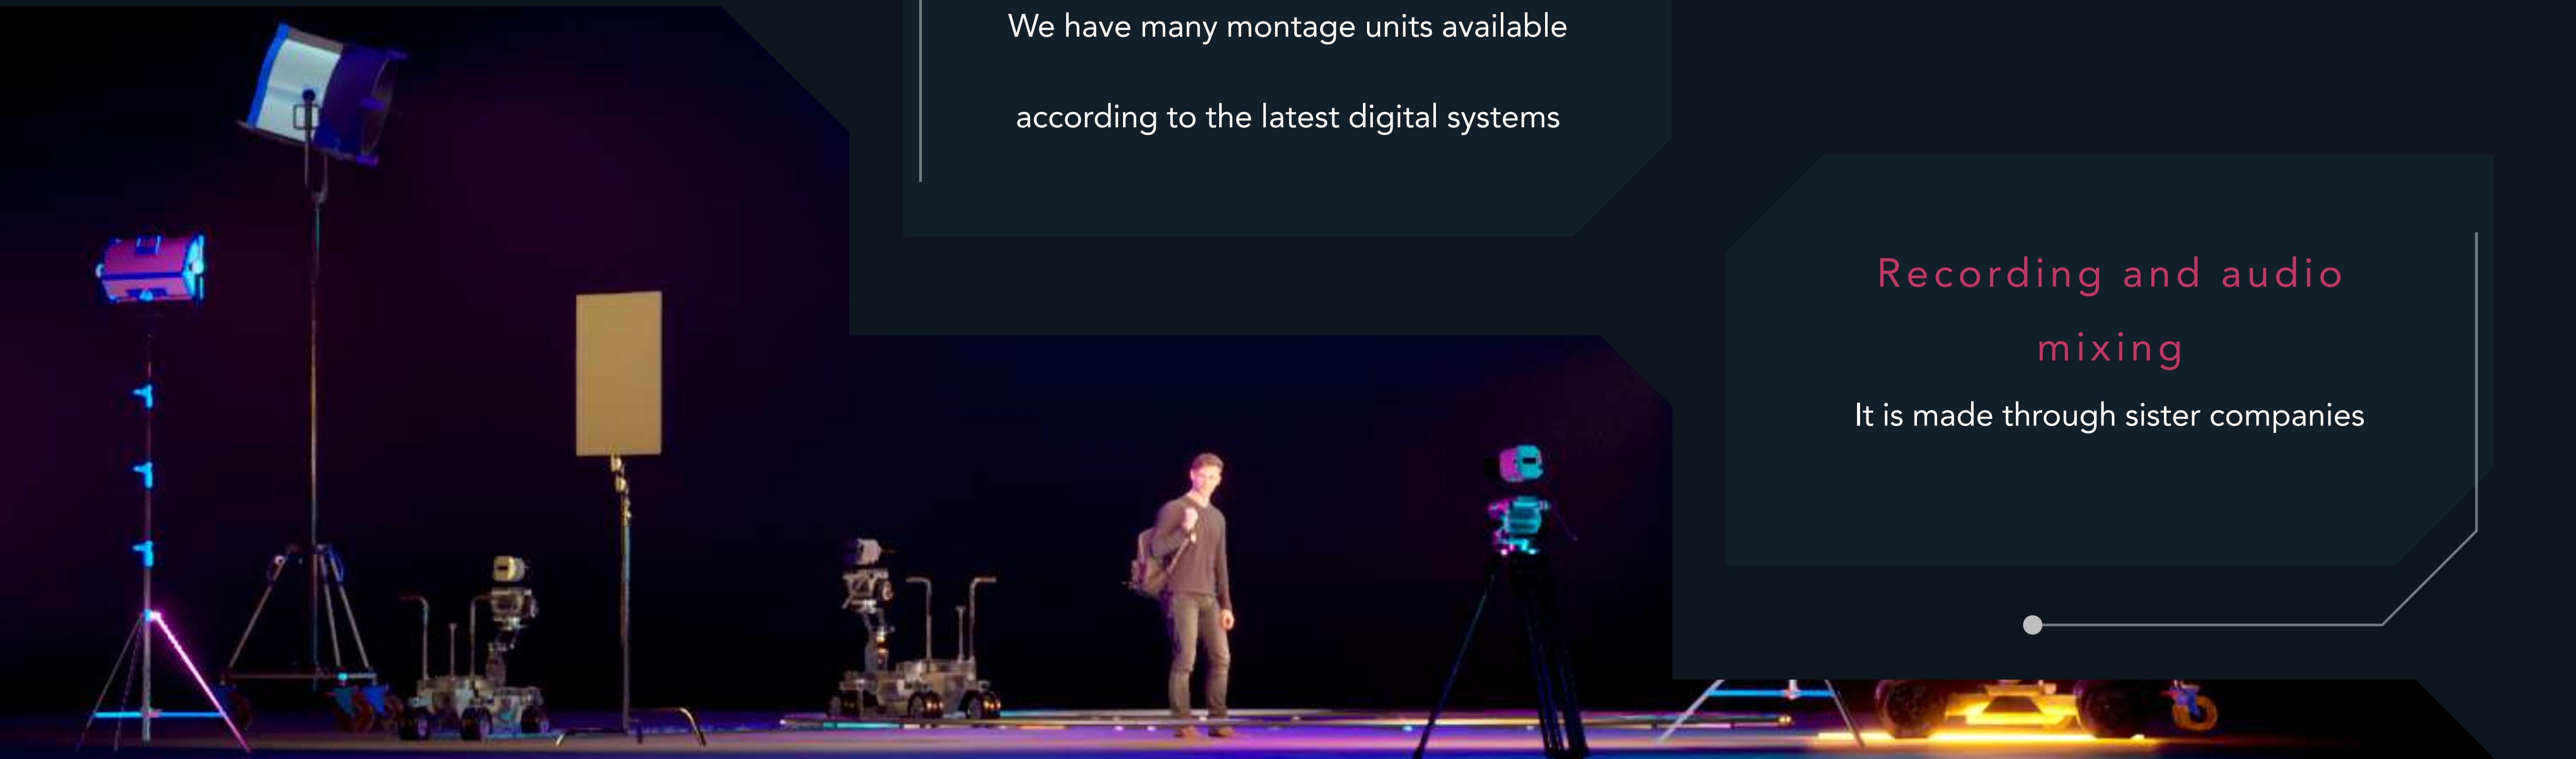 We have many montage units available
according to the latest digital systems
Recording and audio
mixing
It is made through sister companies